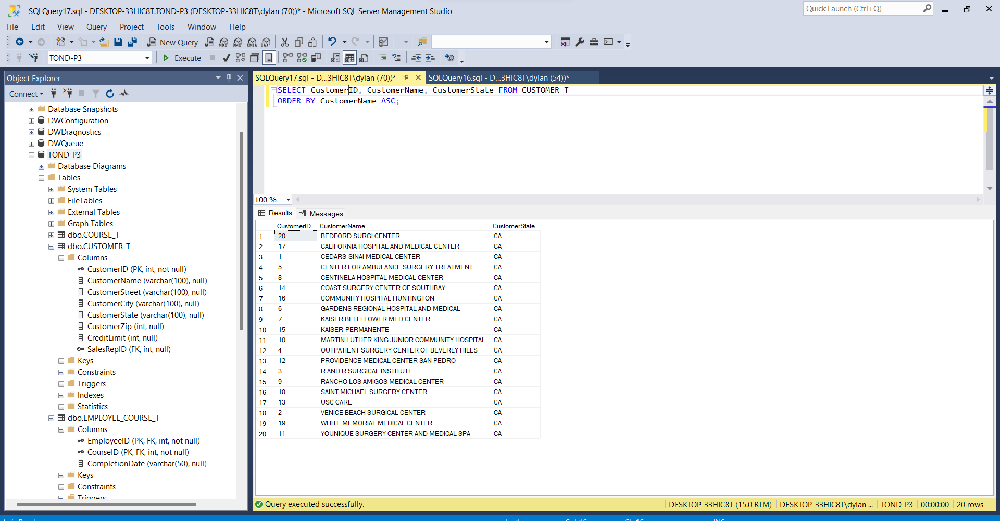 SQLQuery17.sql - DESKTOP-33HIC8T.TOND-P3 (DESKTOP-33HIC8T\dylan (70))* - Microsoft SQL Server Management Studio
Quick Launch (Ctrl+Q)
File Edit View Query Project Tools Window Help
New Query MDX DMX XMLA DAX
TOND-P3 Execute
Object Explorer
Connect
Database Snapshots
DWConfiguration
DWDiagnostics
DWQueue
TOND-P3
Database Diagrams
Tables
System Tables
FileTables
External Tables
Graph Tables
dbo.COURSE_T
dbo.CUSTOMER_T
Columns
CustomerID (PK, int, not null)
CustomerName (varchar(100), null)
CustomerStreet (varchar(100), null)
CustomerCity (varchar(100), null)
CustomerState (varchar(100), null)
CustomerZip (int, null)
CreditLimit (int, null)
SalesRepID (FK, int, null)
Keys
Constraints
Triggers
Indexes
Statistics
dbo.EMPLOYEE_COURSE_T
Columns
EmployeeID (PK, FK, int, not null)
CourseID (PK, FK, int, not null)
CompletionDate (varchar(50), null)
Keys
Constraints
Triggers
SQLQuery17.sql - D...3HIC8T\dylan (70))* SQLQuery16.sql - D...3HIC8T\dylan (54))*
SELECT CustomerID, CustomerName, CustomerState FROM CUSTOMER_T
ORDER BY CustomerName ASC;
100 %
Results Messages
CustomerID CustomerName CustomerState
1 20 BEDFORD SURGI CENTER CA
2 17 CALIFORNIA HOSPITAL AND MEDICAL CENTER CA
3 1 CEDARS-SINAI MEDICAL CENTER CA
4 5 CENTER FOR AMBULANCE SURGERY TREATMENT CA
5 8 CENTINELA HOSPITAL MEDICAL CENTER CA
6 14 COAST SURGERY CENTER OF SOUTHBAY CA
7 16 COMMUNITY HOSPITAL HUNTINGTON CA
8 6 GARDENS REGIONAL HOSPITAL AND MEDICAL CA
9 7 KAISER BELLFLOWER MED CENTER CA
10 15 KAISER-PERMANENTE CA
11 10 MARTIN LUTHER KING JUNIOR COMMUNITY HOSPITAL CA
12 4 OUTPATIENT SURGERY CENTER OF BEVERLY HILLS CA
13 12 PROVIDENCE MEDICAL CENTER SAN PEDRO CA
14 3 R AND R SURGICAL INSTITUTE CA
15 9 RANCHO LOS AMIGOS MEDICAL CENTER CA
16 18 SAINT MICHAEL SURGERY CENTER CA
17 13 USC CARE CA
18 2 VENICE BEACH SURGICAL CENTER CA
19 19 WHITE MEMORIAL MEDICAL CENTER CA
20 11 YOUNIQUE SURGERY CENTER AND MEDICAL SPA CA
Query executed successfully. DESKTOP-33HIC8T (15.0 RTM) DESKTOP-33HIC8T\dylan ... TOND-P3 00:00:00 20 rows